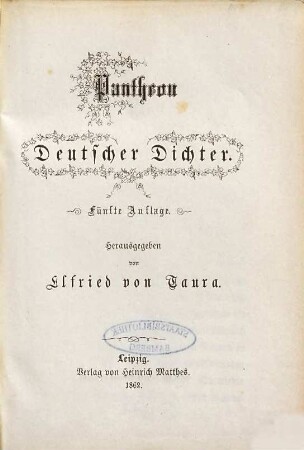 Pantheon
Deutscher Dichter.
Fünfte Auflage.
Herausgegeben
von
Elfried von Taura.
Leipzig.
Verlag von Heinrich Matthes.
1862.